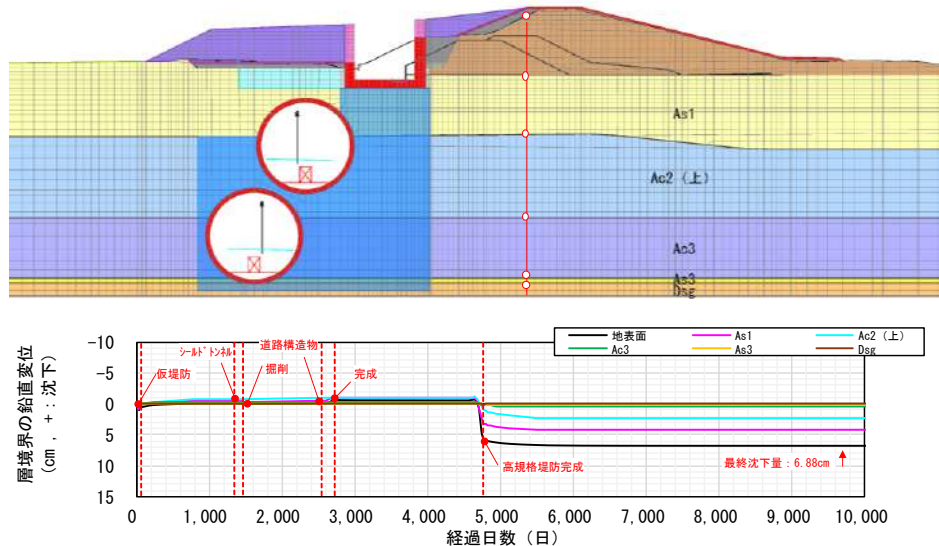 As1
Ac2（上）
Ac3
As3
Dsg
層境界の鉛直変位
（cm , +:沈下）
-10
-5
0
5
10
15
仮堤防
ｼｰﾙﾄﾞﾄﾝﾈﾙ
掘削
道路構造物
完成
高規格堤防完成
地表面
As1
Ac2（上）
Ac3
As3
Dsg
最終沈下量：6.88cm
0
1,000
2,000
3,000
4,000
5,000
6,000
7,000
8,000
9,000
10,000
経過日数（日）